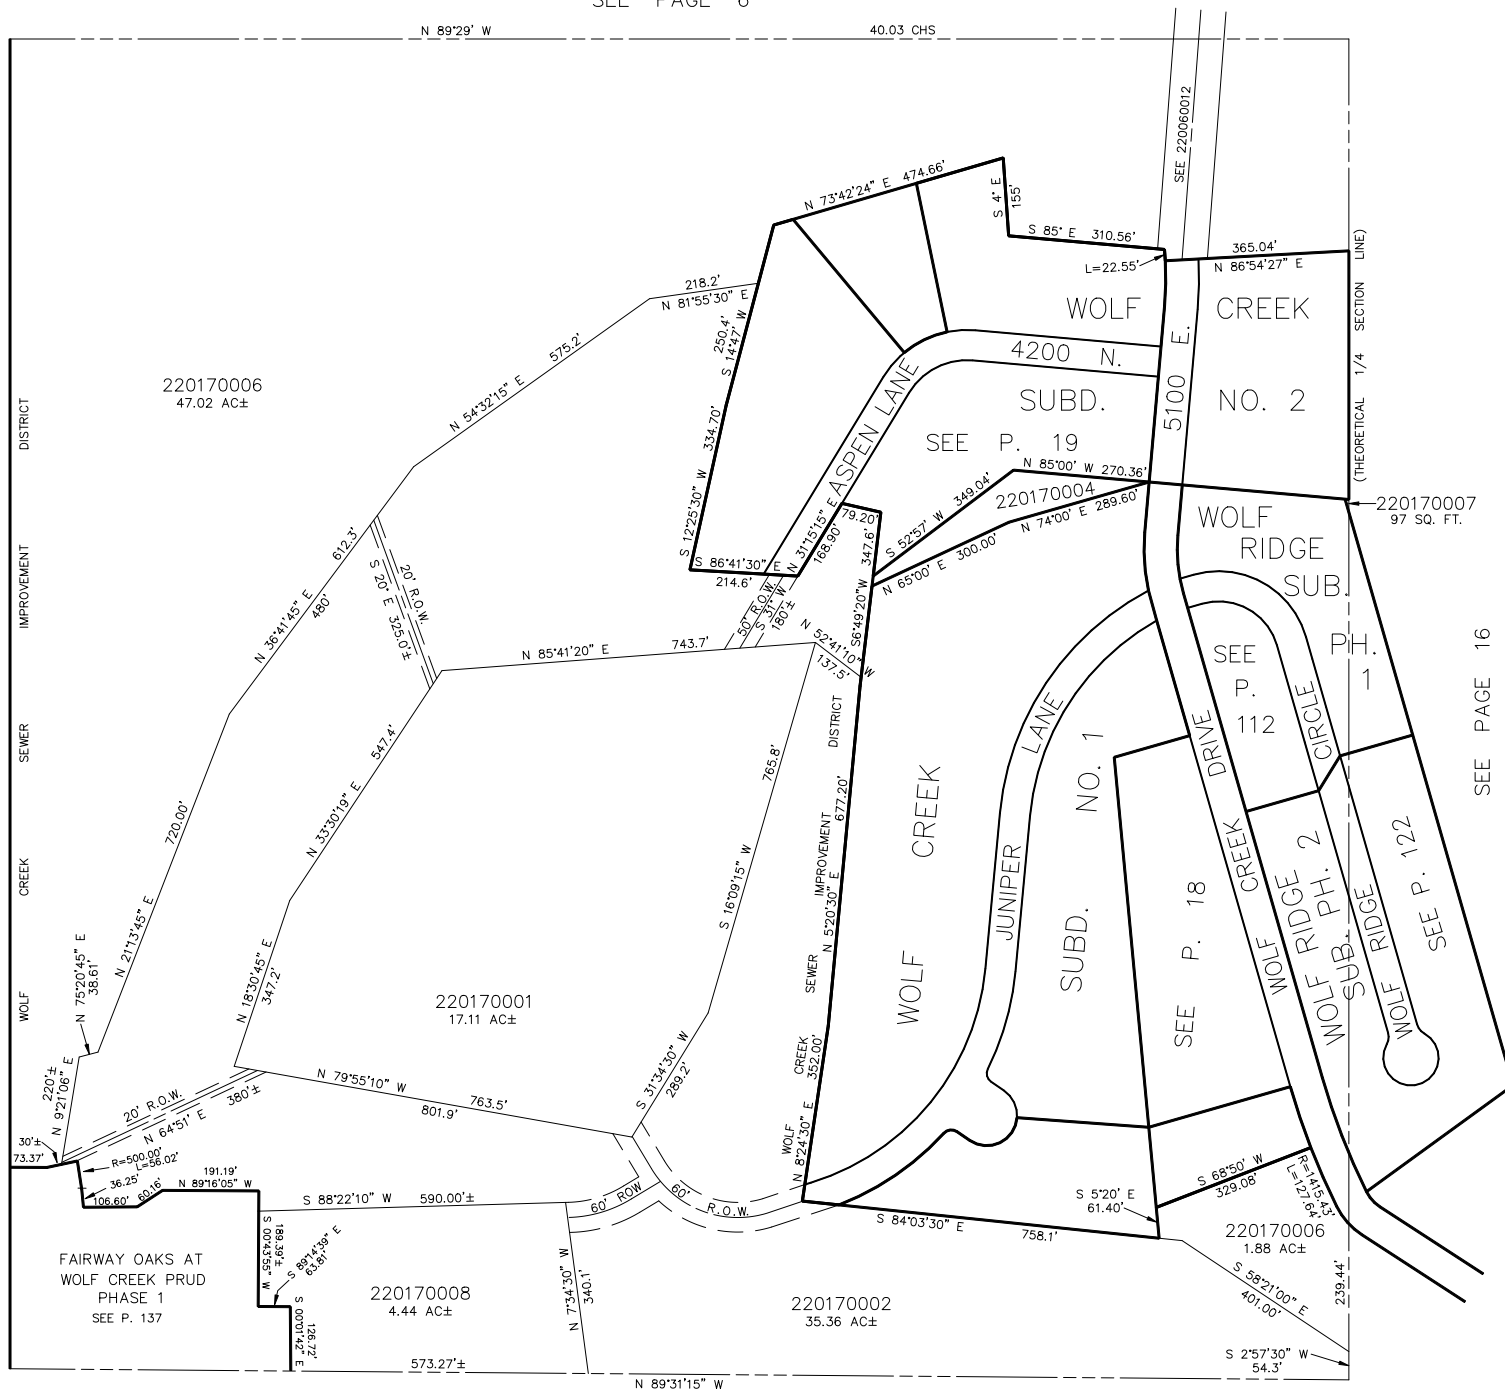 SEE PAGE 6
N 89°29' W
40.03 CHS
SEE 220060012
N 73°42'24" E 474.66'
S 4° E
155'
S 85° E 310.56'
L=22.55'
365.04'
N 86°54'27" E
(THEORETICAL 1/4 SECTION LINE)
218.2'
N 81°55'30" E
250.4'
S 14°47' W
WOLF CREEK
SUBD. NO. 2
SEE P. 19
4200 N.
5100 E.
ASPEN LANE
575.2'
N 54°32'15" E
220170006
47.02 AC±
334.70'
S 12°25'30" W
N 85°00' W 270.36'
S 52°57' W 349.04'
220170004
N 74°00' E 289.60'
N 65°00' E 300.00'
79.20'
347.6'
N 31°15'15" E
168.90'
S 86°41'30" E
214.6'
50' R.O.W.
S 31° W
180'±
S6°49'20"W
220170007
97 SQ. FT.
WOLF
RIDGE
SUB.
PH.
1
SEE
P.
112
612.3'
20' R.O.W.
S 20° E 325.0'±
N 36°41'45" E
480'
N 85°41'20" E 743.7'
N 52°41'10" W
137.5'
WOLF CREEK SEWER IMPROVEMENT DISTRICT
547.4'
N 33°30'19" E
765.8'
S 16°09'15" W
WOLF CREEK SEWER IMPROVEMENT DISTRICT
677.20'
N 5°20'30" E
WOLF CREEK
SUBD. NO. 1
JUNIPER LANE
SEE P. 18
WOLF CREEK DRIVE
WOLF RIDGE CIRCLE
WOLF RIDGE
WOLF RIDGE
SUB. PH. 2
SEE P. 122
SEE PAGE 16
720.00'
N 21°13'45" E
N 75°20'45" E
38.61'
N 18°30'45" E
347.2'
220170001
17.11 AC±
220'±
N 9°21'06" E
20' R.O.W.
N 64°51' E 380'±
N 79°55'10" W 763.5'
801.9'
S 31°34'30" W
289.2'
352.00'
N 8°24'30" E
30'±
73.37'
R=500.00'
L=56.02'
36.25'
106.60'
60.16'
191.19'
N 89°16'05" W
S 88°22'10" W 590.00'±
60' ROW
60' R.O.W.
S 84°03'30" E 758.1'
S 5°20' E
61.40'
S 68°50' W
329.08'
R=1415.43'
L=127.64'
220170006
1.88 AC±
189.39'±
S 00°43'55" W
S 89°14'39" E
63.81'
FAIRWAY OAKS AT
WOLF CREEK PRUD
PHASE 1
SEE P. 137
126.72'
S 00°01'42" E
220170008
4.44 AC±
N 7°34'30" W
340.1'
220170002
35.36 AC±
S 58°21'00" E
401.00'
239.44'
S 2°57'30" W
54.3'
573.27'±
N 89°31'15" W